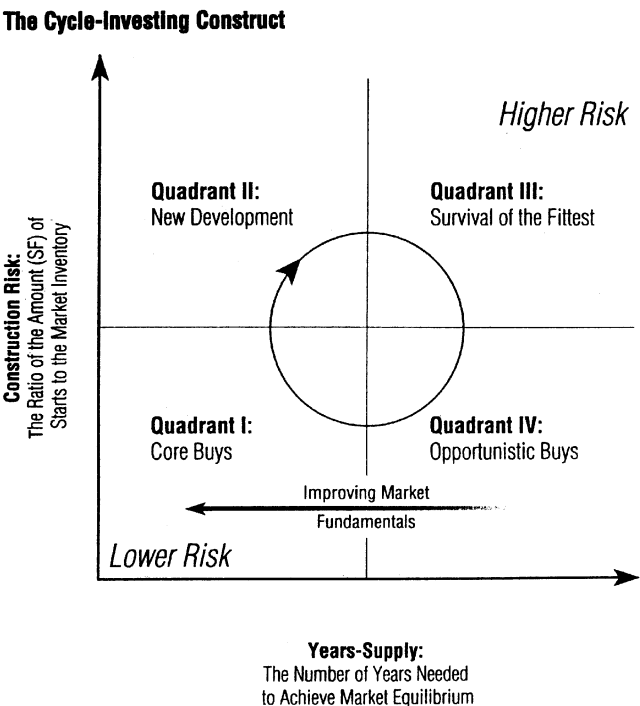 The Cycle-Investing Construct
Higher Risk
Quadrant II:
New Development
Quadrant III:
Survival of the Fittest
Construction Risk:
The Ratio of the Amount (SF) of
Starts to the Market Inventory
Quadrant I:
Core Buys
Quadrant IV:
Opportunistic Buys
Improving Market
Fundamentals
Lower Risk
Years-Supply:
The Number of Years Needed
to Achieve Market Equilibrium